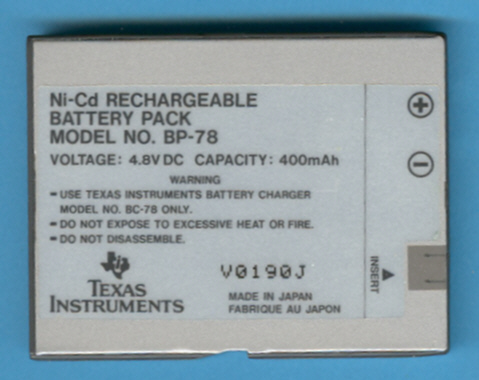 Ni-Cd RECHARGEABLE
BATTERY PACK
MODEL NO. BP-78
VOLTAGE: 4.8V DC CAPACITY: 400mAh
WARNING
- USE TEXAS INSTRUMENTS BATTERY CHARGER
MODEL NO. BC-78 ONLY.
- DO NOT EXPOSE TO EXCESSIVE HEAT OR FIRE.
- DO NOT DISASSEMBLE.
TEXAS
INSTRUMENTS
V0190J
MADE IN JAPAN
FABRIQUE AU JAPON
+
−
INSERT